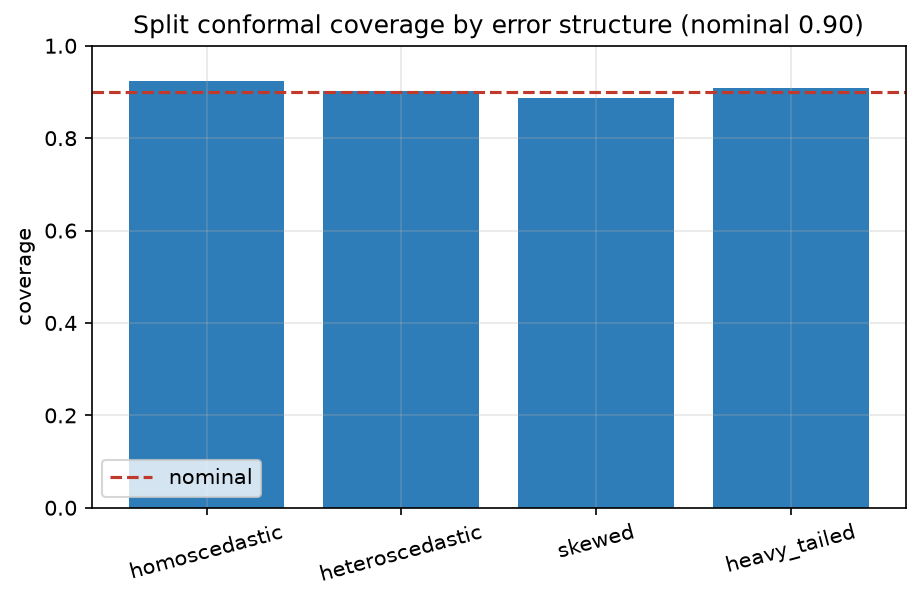 Split conformal coverage by error structure (nominal 0.90)
1.0
0.8
0.6
0.4
0.2
0.0
coverage
nominal
homoscedastic
heteroscedastic
skewed
heavy_tailed